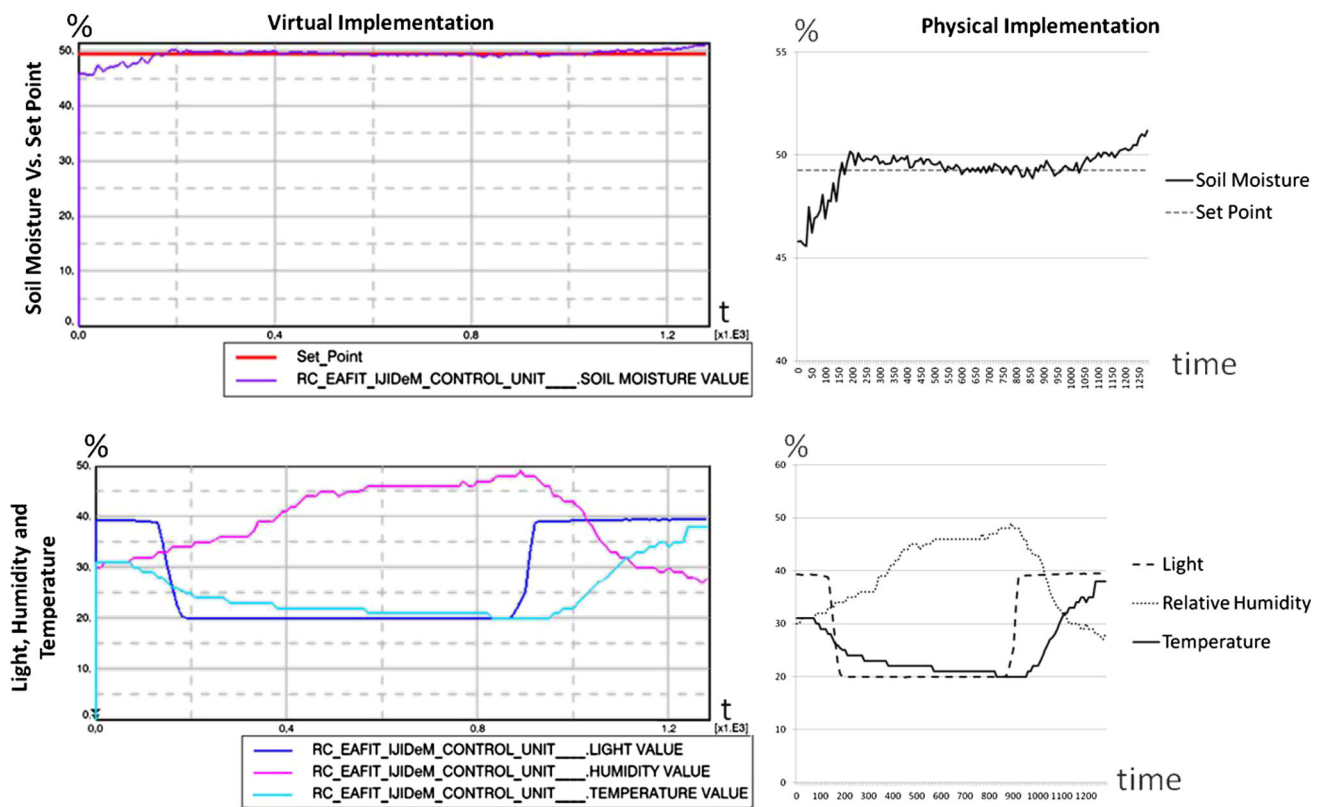 Virtual Implementation
Physical Implementation
Soil Moisture Vs. Set Point
%
50.
40.
30.
20.
10.
0.
0.0 0.4 0.8 1.2
t
[x1.E3]
Set_Point
RC_EAFIT_IJIDeM_CONTROL_UNIT____.SOIL MOISTURE VALUE
%
55
50
45
40
0 50 100 150 200 250 300 350 400 450 500 550 600 650 700 750 800 850 900 950 1000 1050 1100 1150 1200 1250
time
Soil Moisture
Set Point
Light, Humidity and
Temperature
%
50.
40.
30.
20.
10.
0.
0,0 0.4 0.8 1.2
t
[x1.E3]
RC_EAFIT_IJIDeM_CONTROL_UNIT____.LIGHT VALUE
RC_EAFIT_IJIDeM_CONTROL_UNIT____.HUMIDITY VALUE
RC_EAFIT_IJIDeM_CONTROL_UNIT____.TEMPERATURE VALUE
%
60
50
40
30
20
10
0
0 100 200 300 400 500 600 700 800 900 1000 1100 1200
time
Light
Relative Humidity
Temperature